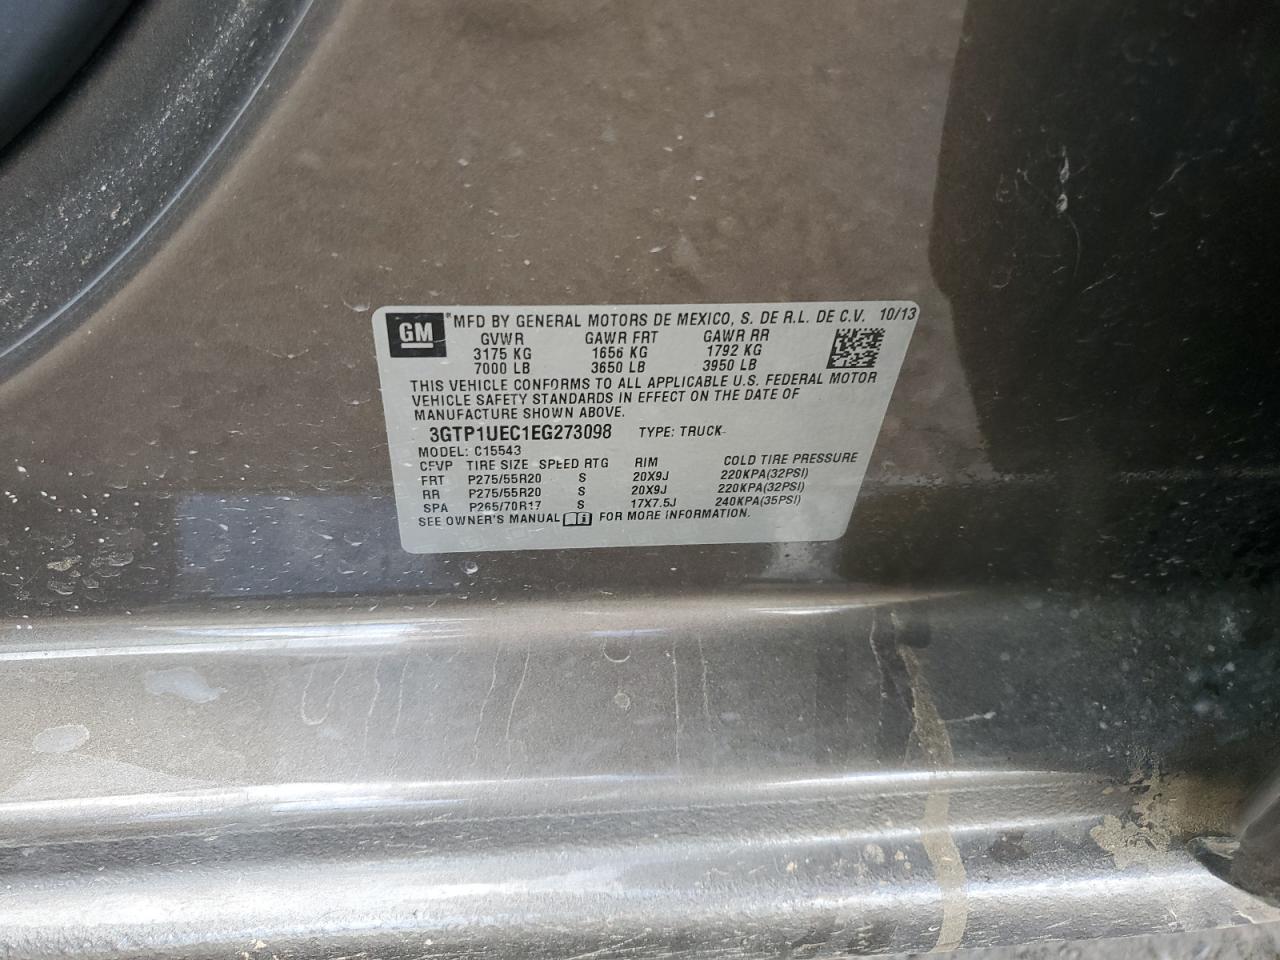 GM ® MFD BY GENERAL MOTORS DE MEXICO, S. DE R.L. DE C.V. 10/13
GVWR GAWR FRT GAWR RR
3175 KG 1656 KG 1792 KG
7000 LB 3650 LB 3950 LB
THIS VEHICLE CONFORMS TO ALL APPLICABLE U.S. FEDERAL MOTOR
VEHICLE SAFETY STANDARDS IN EFFECT ON THE DATE OF
MANUFACTURE SHOWN ABOVE.
3GTP1UEC1EG273098 TYPE: TRUCK
MODEL: C15543
TIRE SIZE SPEED RTG RIM COLD TIRE PRESSURE
FRT P275/55R20 S 20X9J 220KPA(32PSI)
RR P275/55R20 S 20X9J 220KPA(32PSI)
SPA P265/70R17 S 17X7.5J 240KPA(35PSI)
SEE OWNER'S MANUAL FOR MORE INFORMATION.